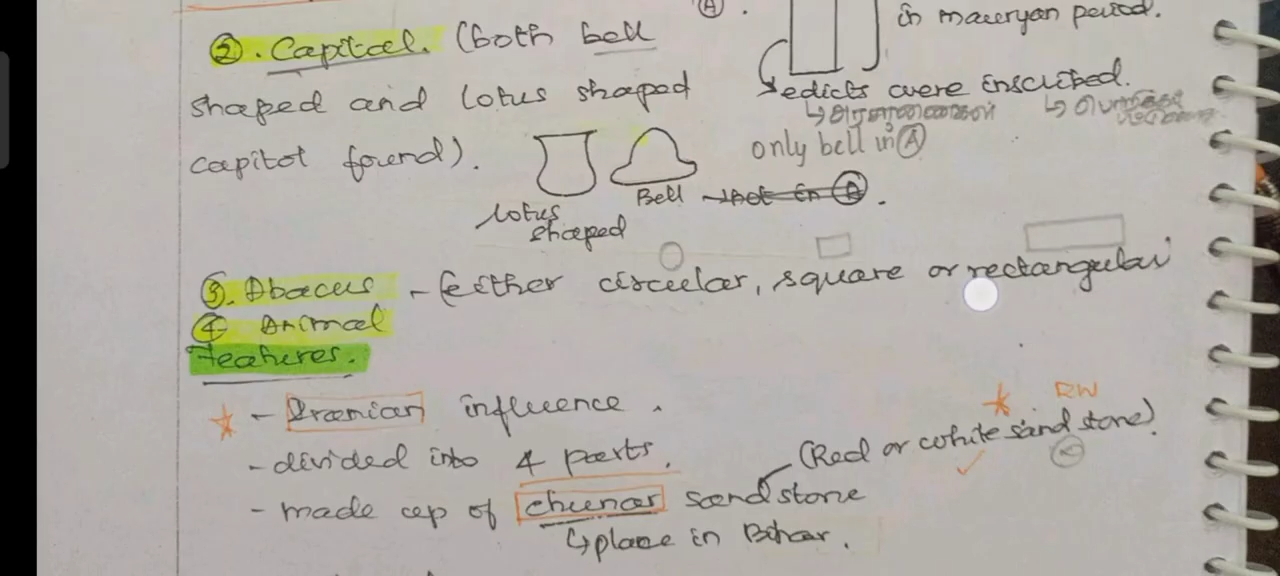 (A).
in mauryan period.
②. Capital. (both bell
shaped and lotus shaped
capitol found).
edicts were inscribed.
only bell in (A)
Lotus
shaped
Bell
③. Abacus - (either circular, square or rectangular
④ Animal
Features.
- Iranian influence.
- divided into 4 parts.
(Red or white sand stone)
RW
- made up of chunar sand stone
↳ place in Bihar.